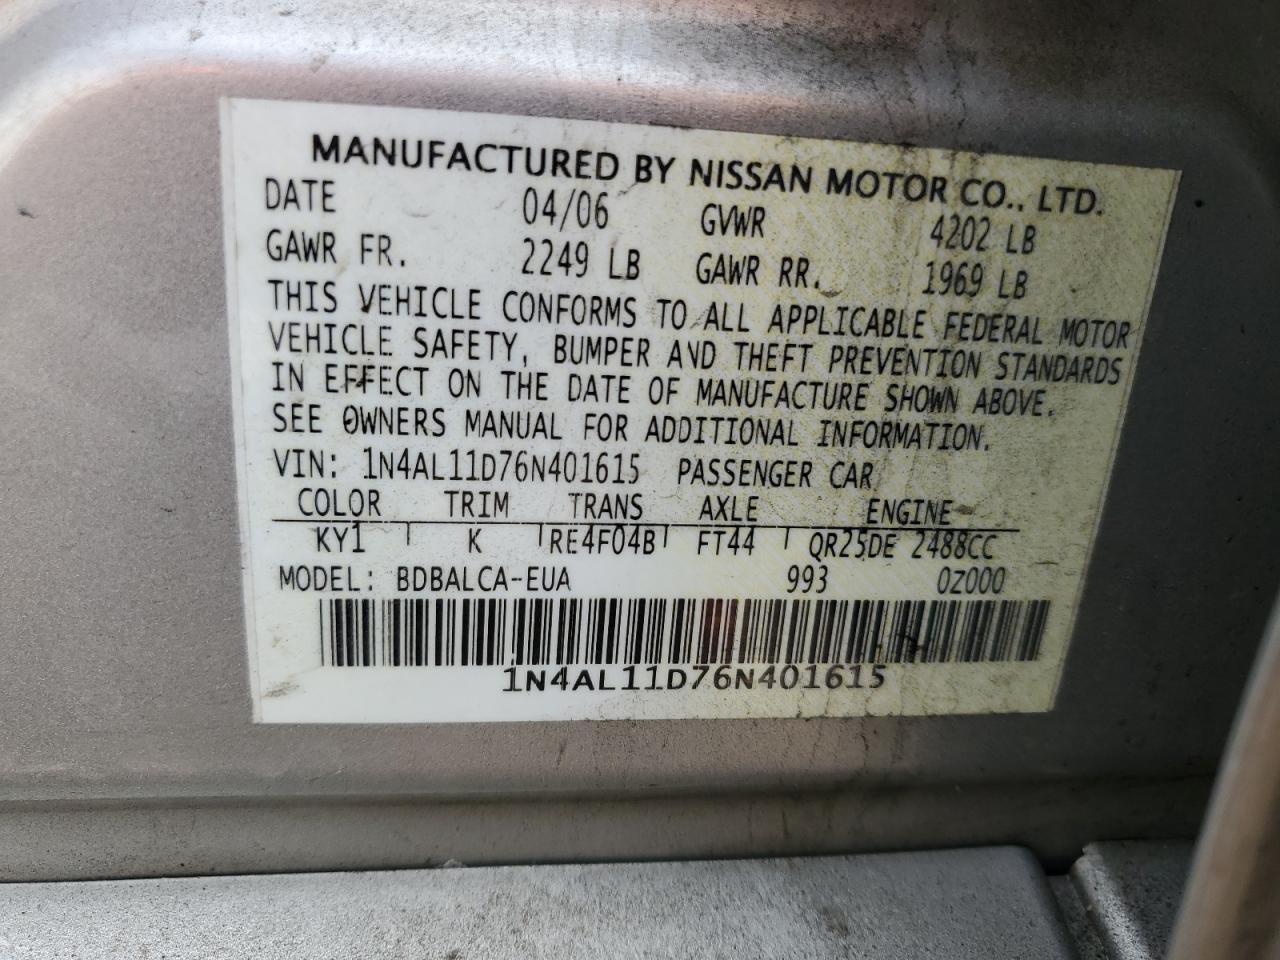 MANUFACTURED BY NISSAN MOTOR CO., LTD.
DATE 04/06 GVWR 4202 LB
GAWR FR. 2249 LB GAWR RR. 1969 LB
THIS VEHICLE CONFORMS TO ALL APPLICABLE FEDERAL MOTOR
VEHICLE SAFETY, BUMPER AND THEFT PREVENTION STANDARDS
IN EFFECT ON THE DATE OF MANUFACTURE SHOWN ABOVE.
SEE OWNERS MANUAL FOR ADDITIONAL INFORMATION.
VIN: 1N4AL11D76N401615 PASSENGER CAR
COLOR TRIM TRANS AXLE ENGINE
KY1 K RE4F04B FT44 QR25DE 2488CC
MODEL: BDBALCA-EUA 993 0Z000
1N4AL11D76N401615